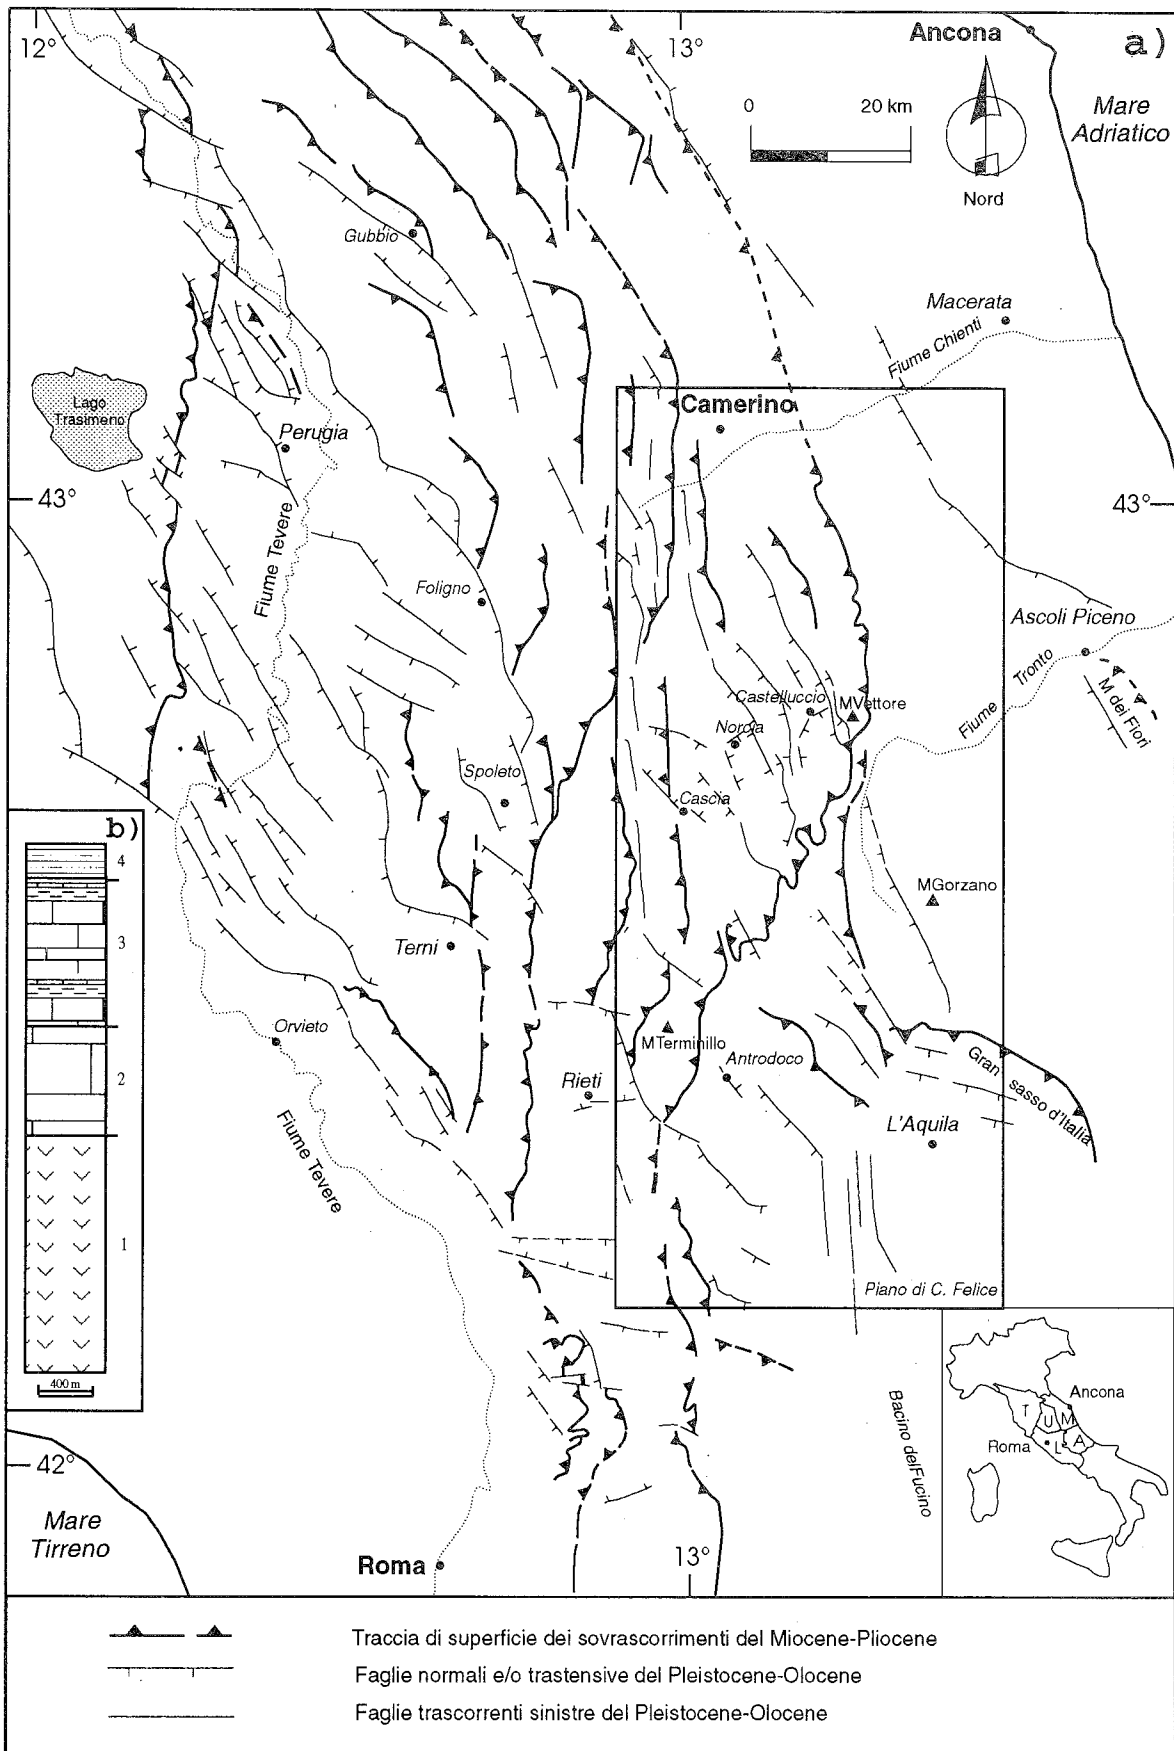 12°
13°
Ancona
a)
0
20 km
Mare
Adriatico
Nord
Gubbio
Macerata
Fiume Chienti
Lago
Trasimeno
Camerino
Perugia
43°
43°
Fiume Tevere
Foligno
Ascoli Piceno
Fiume Tronto
M dei Fiori
Castelluccio
MVettore
Norcia
Spoleto
Cascia
b)
4
3
2
1
400 m
MGorzano
Terni
Orvieto
MTerminillo
Antrodoco
Gran sasso d'Italia
Rieti
L'Aquila
Fiume Tevere
Piano di C. Felice
Bacino del Fucino
Ancona
T
U
M
Roma
L
A
42°
Mare
Tirreno
Roma
13°
Traccia di superficie dei sovrascorrimenti del Miocene-Pliocene
Faglie normali e/o trastensive del Pleistocene-Olocene
Faglie trascorrenti sinistre del Pleistocene-Olocene